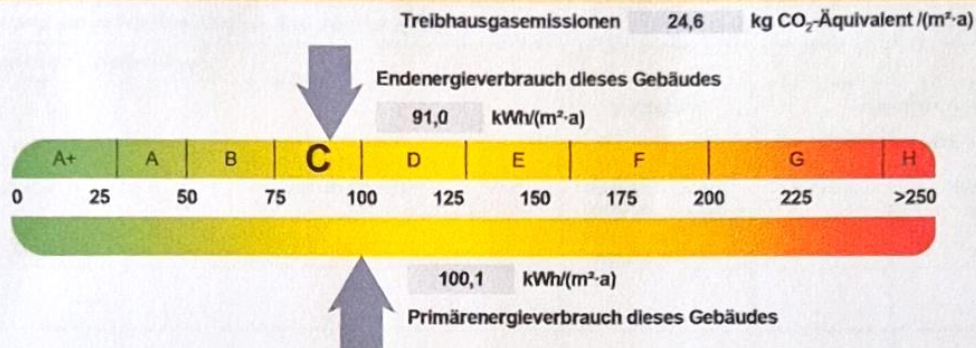 Treibhausgasemissionen 24,6 kg CO₂-Äquivalent /(m²·a)
Endenergieverbrauch dieses Gebäudes
91,0 kWh/(m²·a)
A+ A B C D E F G H
0 25 50 75 100 125 150 175 200 225 >250
100,1 kWh/(m²·a)
Primärenergieverbrauch dieses Gebäudes